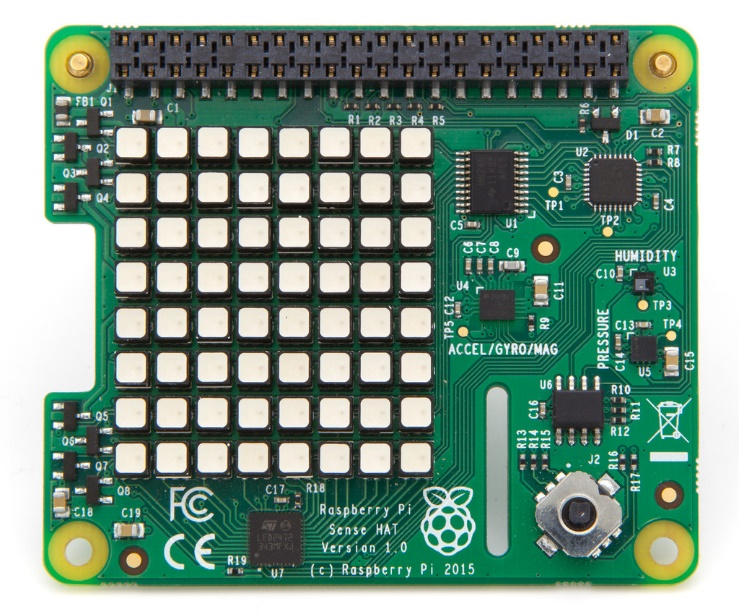 J1
FB1 Q1
C1
R1 R2 R3 R4 R5
R6
D1 C2
Q2
Q3
Q4
U2
R7
R8
C3
TP1
C4
TP2
U1
C5
C6 C7 C8
C9
HUMIDITY
C10
U3
TP3
U4
C11
C12
TP5
R9
ACCEL/GYRO/MAG
PRESSURE
C13
TP4
C14
U5
C15
U6
R10
R11
R12
C16
R13 R14 R15
J2
R16
R17
Q5
Q6
Q7
Q8
C18
C19
FC
CE
C17
R18
R19
U7
Raspberry Pi
Sense HAT
Version 1.0
(c) Raspberry Pi 2015